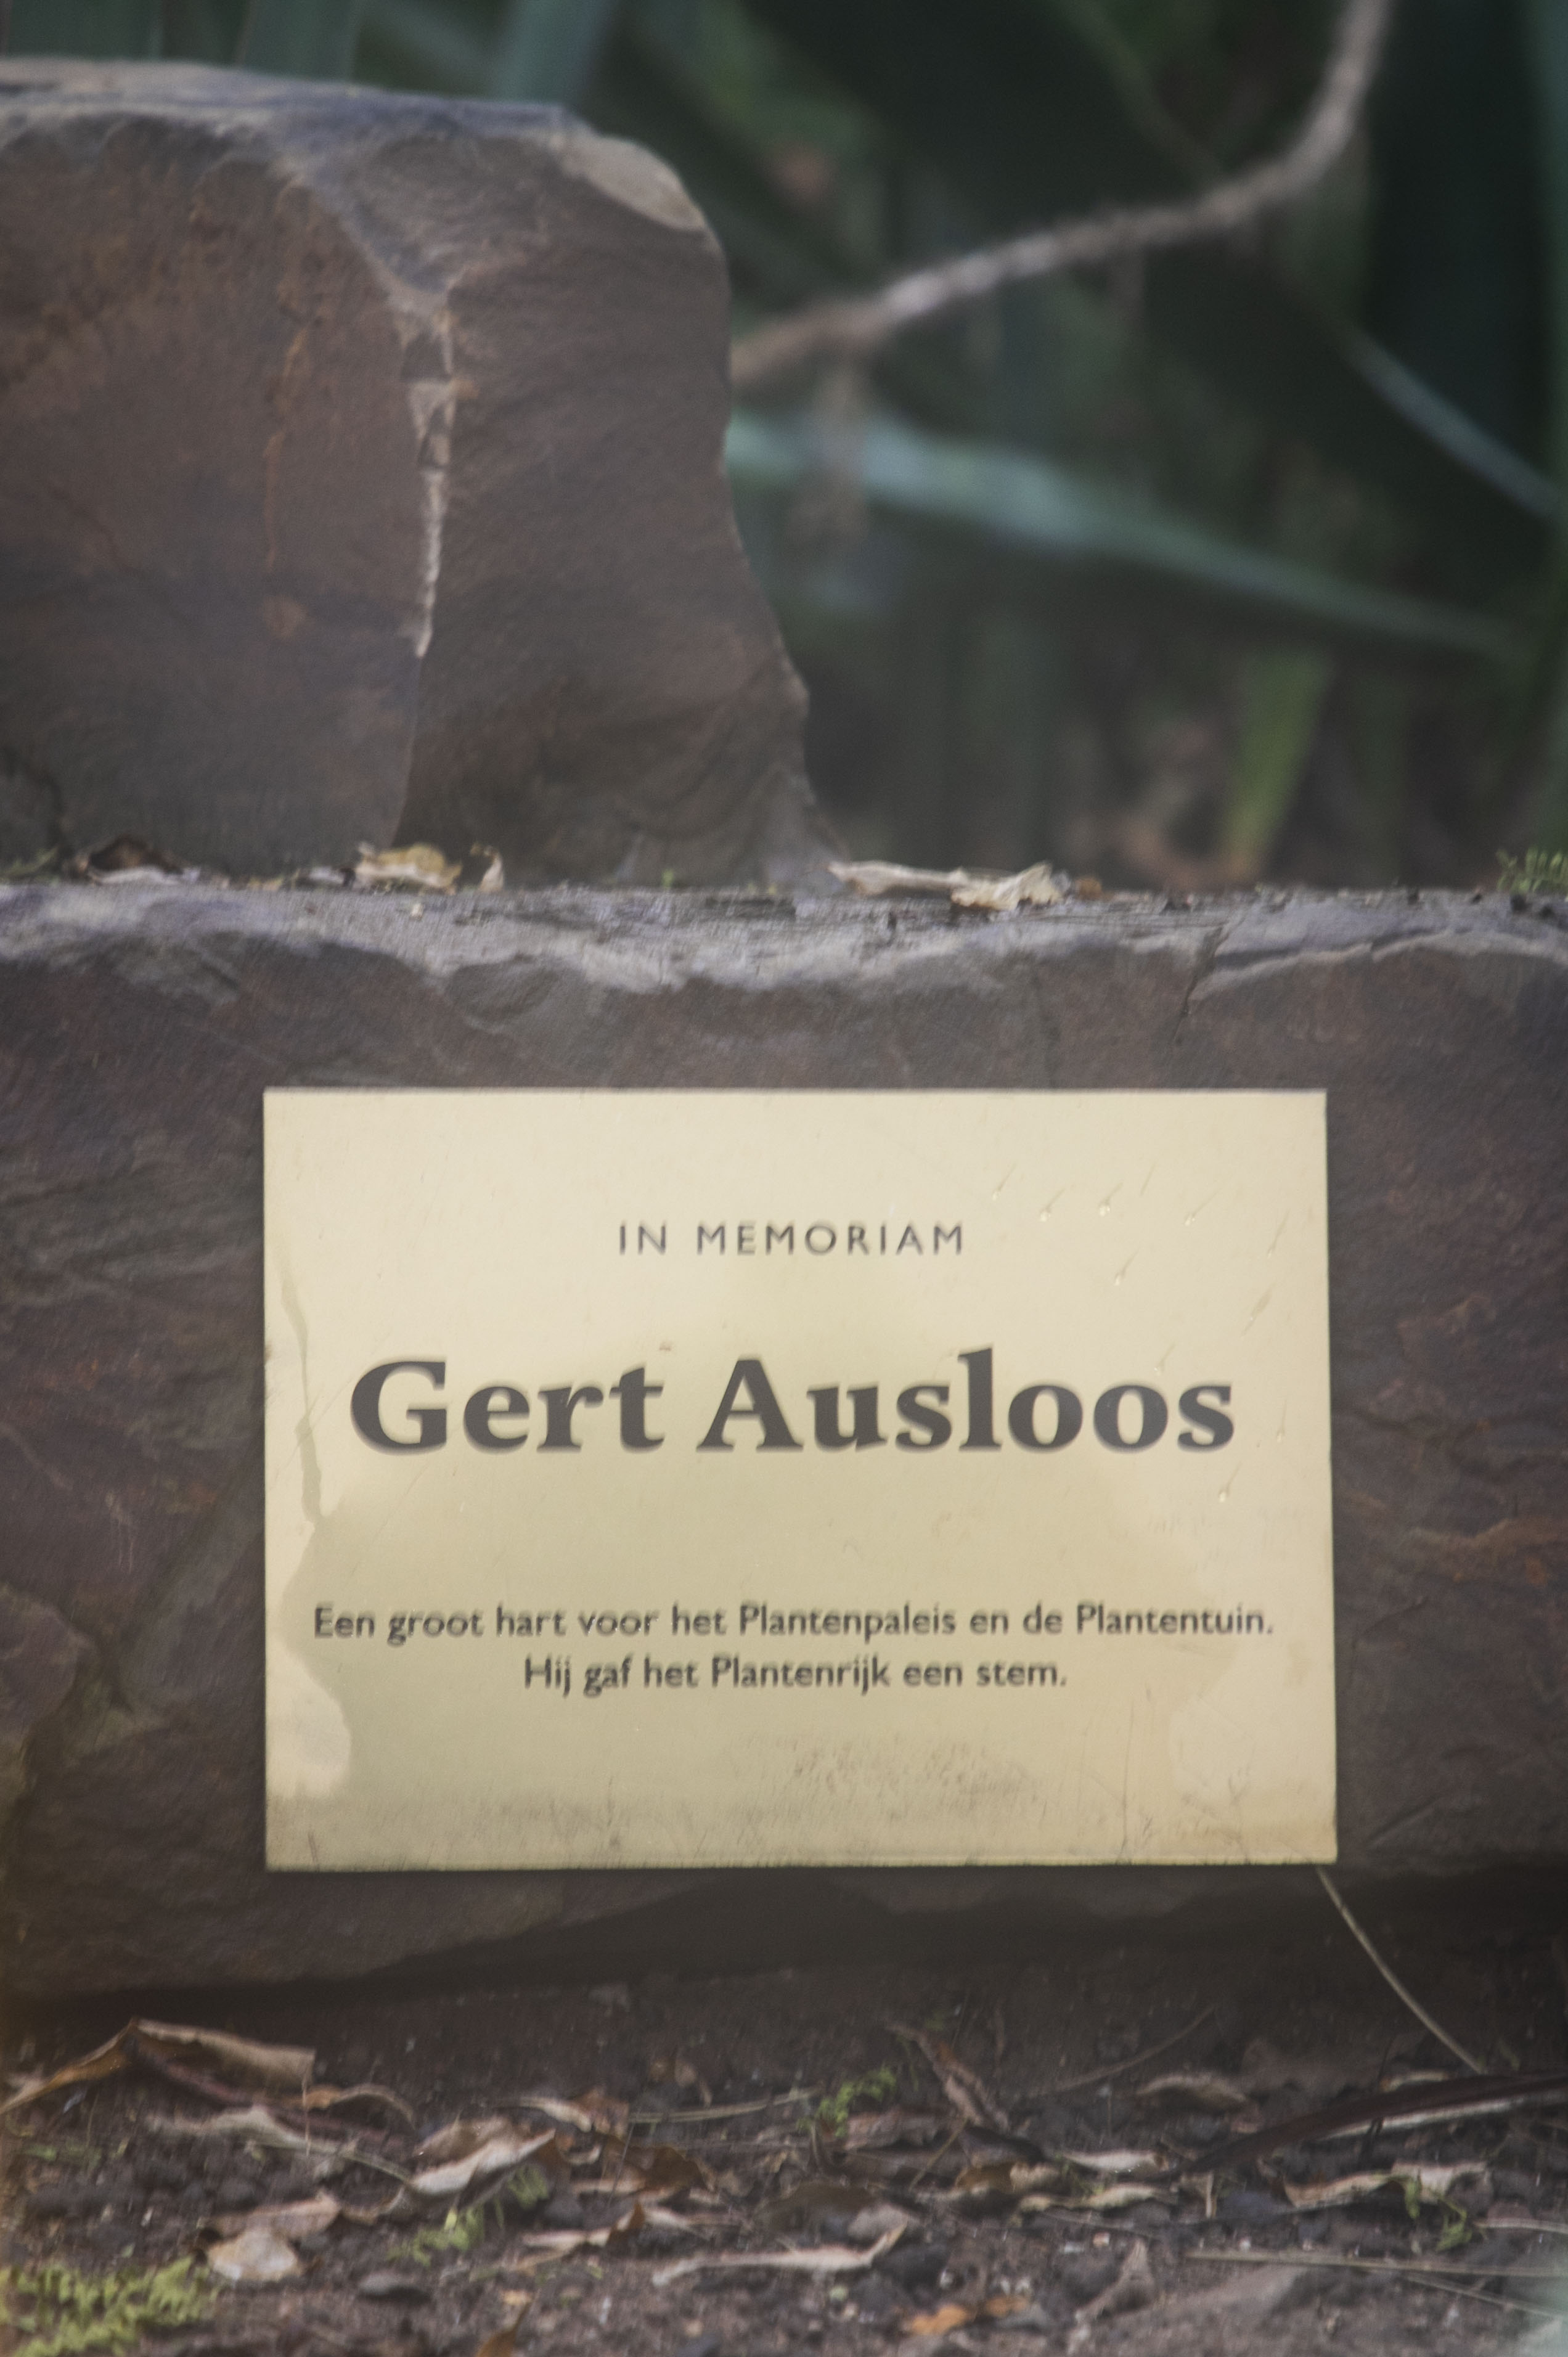 IN MEMORIAM
Gert Ausloos
Een groot hart voor het Plantenpaleis en de Plantentuin.
Hij gaf het Plantenrijk een stem.